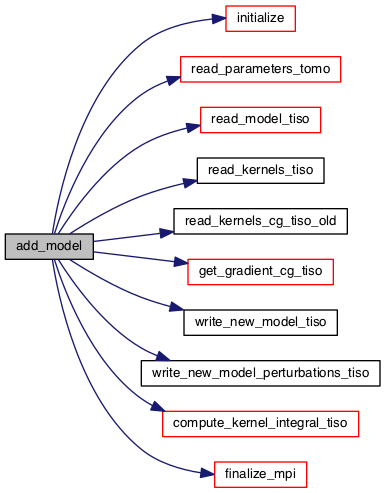 initialize
read_parameters_tomo
read_model_tiso
read_kernels_tiso
add_model
read_kernels_cg_tiso_old
get_gradient_cg_tiso
write_new_model_tiso
write_new_model_perturbations_tiso
compute_kernel_integral_tiso
finalize_mpi